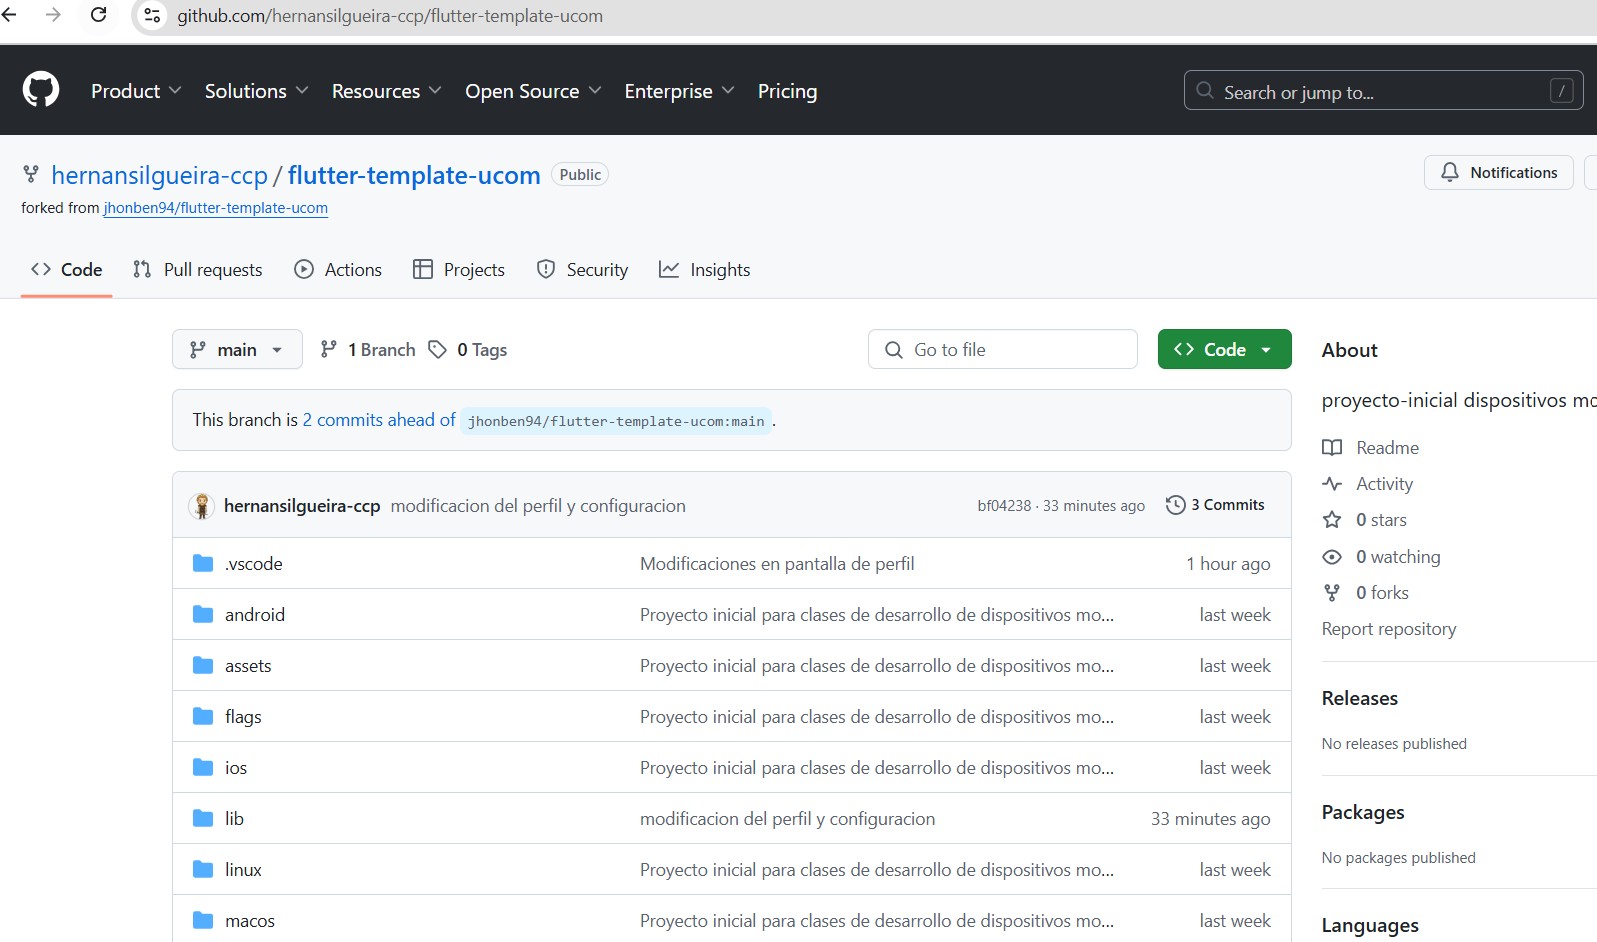 github.com/hernansilgueira-ccp/flutter-template-ucom
Product Solutions Resources Open Source Enterprise Pricing Search or jump to... /
hernansilgueira-ccp / flutter-template-ucom Public Notifications
forked from jhonben94/flutter-template-ucom
Code Pull requests Actions Projects Security Insights
main 1 Branch 0 Tags Go to file Code
This branch is 2 commits ahead of jhonben94/flutter-template-ucom:main.
hernansilgueira-ccp modificacion del perfil y configuracion bf04238 · 33 minutes ago 3 Commits
.vscode Modificaciones en pantalla de perfil 1 hour ago
android Proyecto inicial para clases de desarrollo de dispositivos mo... last week
assets Proyecto inicial para clases de desarrollo de dispositivos mo... last week
flags Proyecto inicial para clases de desarrollo de dispositivos mo... last week
ios Proyecto inicial para clases de desarrollo de dispositivos mo... last week
lib modificacion del perfil y configuracion 33 minutes ago
linux Proyecto inicial para clases de desarrollo de dispositivos mo... last week
macos Proyecto inicial para clases de desarrollo de dispositivos mo... last week
About
proyecto-inicial dispositivos mo
Readme
Activity
0 stars
0 watching
0 forks
Report repository
Releases
No releases published
Packages
No packages published
Languages